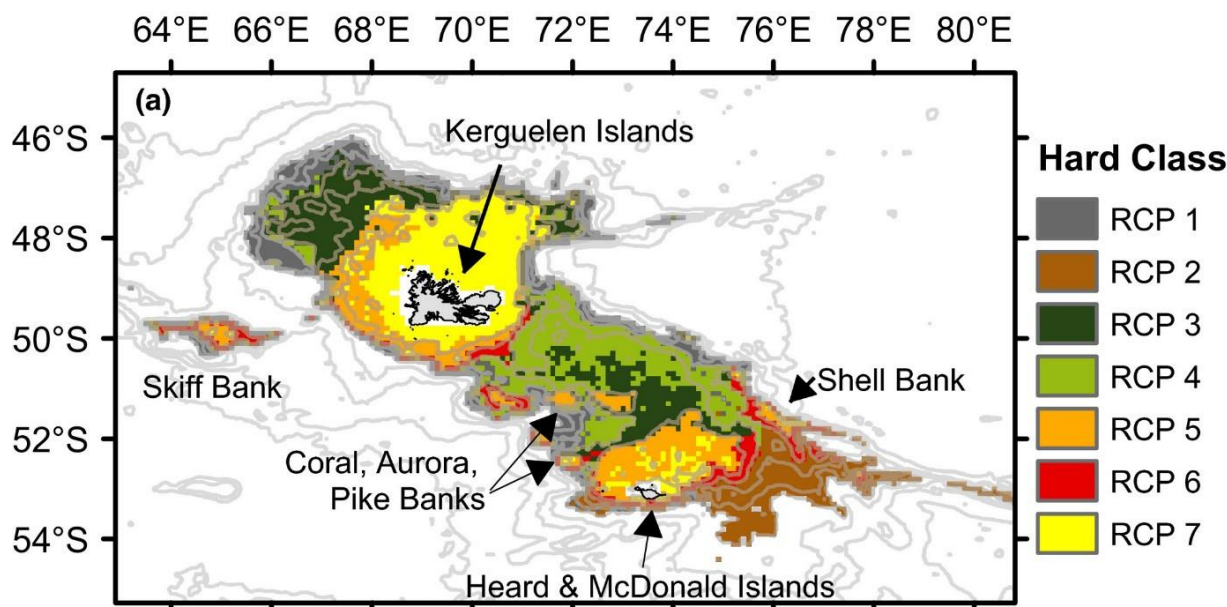 64°E 66°E 68°E 70°E 72°E 74°E 76°E 78°E 80°E
(a)
46°S
48°S
50°S
52°S
54°S
Kerguelen Islands
Skiff Bank
Shell Bank
Coral, Aurora,
Pike Banks
Heard & McDonald Islands
Hard Class
RCP 1
RCP 2
RCP 3
RCP 4
RCP 5
RCP 6
RCP 7